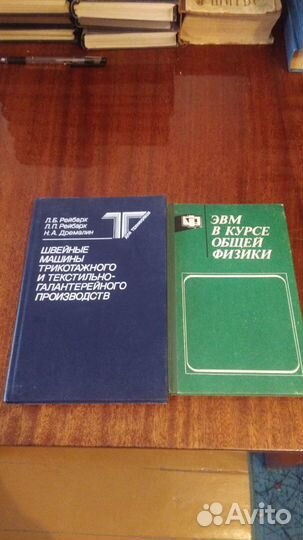 Л.Б. Рейбарх
Л.П. Рейбарх
Н.А. Дремалин
ШВЕЙНЫЕ
МАШИНЫ
ТРИКОТАЖНОГО
И ТЕКСТИЛЬНО-
ГАЛАНТЕРЕЙНОГО
ПРОИЗВОДСТВ
ЭВМ
В КУРСЕ
ОБЩЕЙ
ФИЗИКИ
Avito